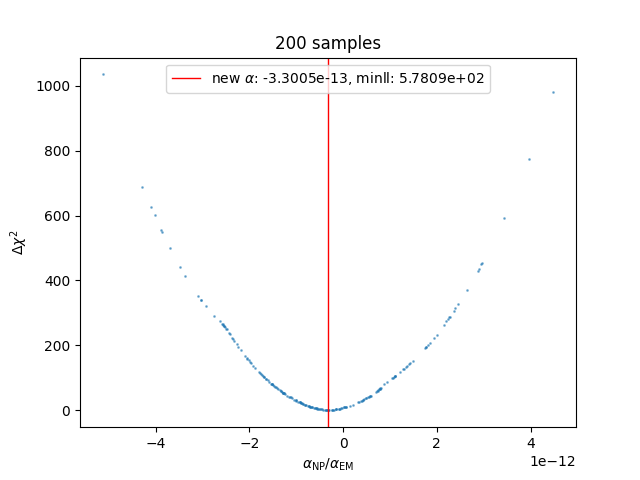 200 samples
new α: -3.3005e-13, minll: 5.7809e+02
Δχ²
1000
800
600
400
200
0
−4 −2 0 2 4
1e−12
α_NP/α_EM